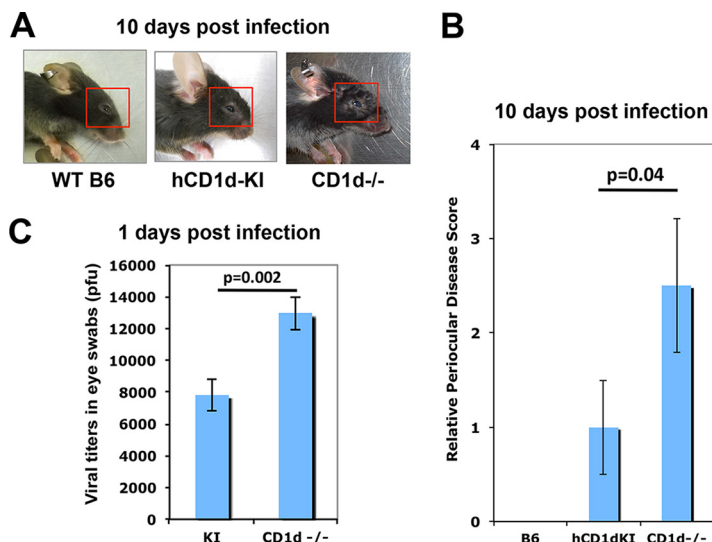 A
10 days post infection
WT B6
hCD1d-KI
CD1d-/-
B
10 days post infection
Relative Periocular Disease Score
4
3
2
1
0
p=0.04
B6
hCD1dKI
CD1d-/-
C
1 days post infection
Viral titers in eye swabs (pfu)
16000
14000
12000
10000
8000
6000
4000
2000
0
p=0.002
KI
CD1d -/-